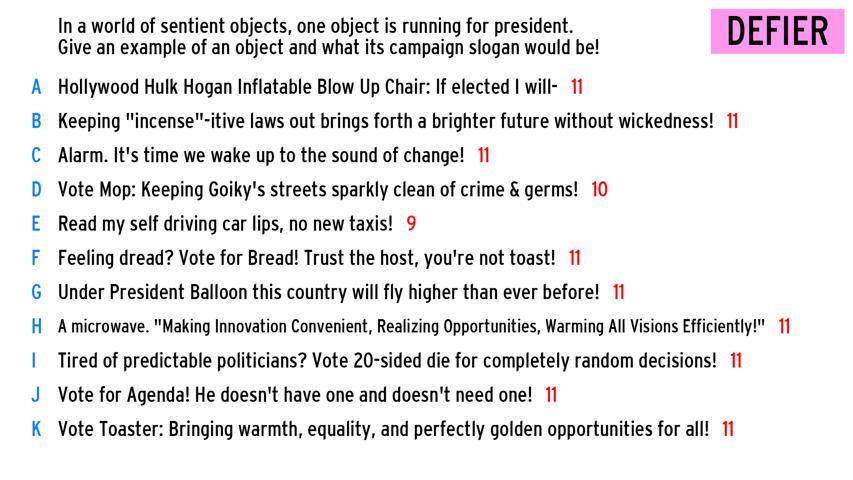 In a world of sentient objects, one object is running for president.
Give an example of an object and what its campaign slogan would be!
DEFIER
A Hollywood Hulk Hogan Inflatable Blow Up Chair: If elected I will- 11
B Keeping "incense"-itive laws out brings forth a brighter future without wickedness! 11
C Alarm. It's time we wake up to the sound of change! 11
D Vote Mop: Keeping Goiky's streets sparkly clean of crime & germs! 10
E Read my self driving car lips, no new taxis! 9
F Feeling dread? Vote for Bread! Trust the host, you're not toast! 11
G Under President Balloon this country will fly higher than ever before! 11
H A microwave. "Making Innovation Convenient, Realizing Opportunities, Warming All Visions Efficiently!" 11
I Tired of predictable politicians? Vote 20-sided die for completely random decisions! 11
J Vote for Agenda! He doesn't have one and doesn't need one! 11
K Vote Toaster: Bringing warmth, equality, and perfectly golden opportunities for all! 11